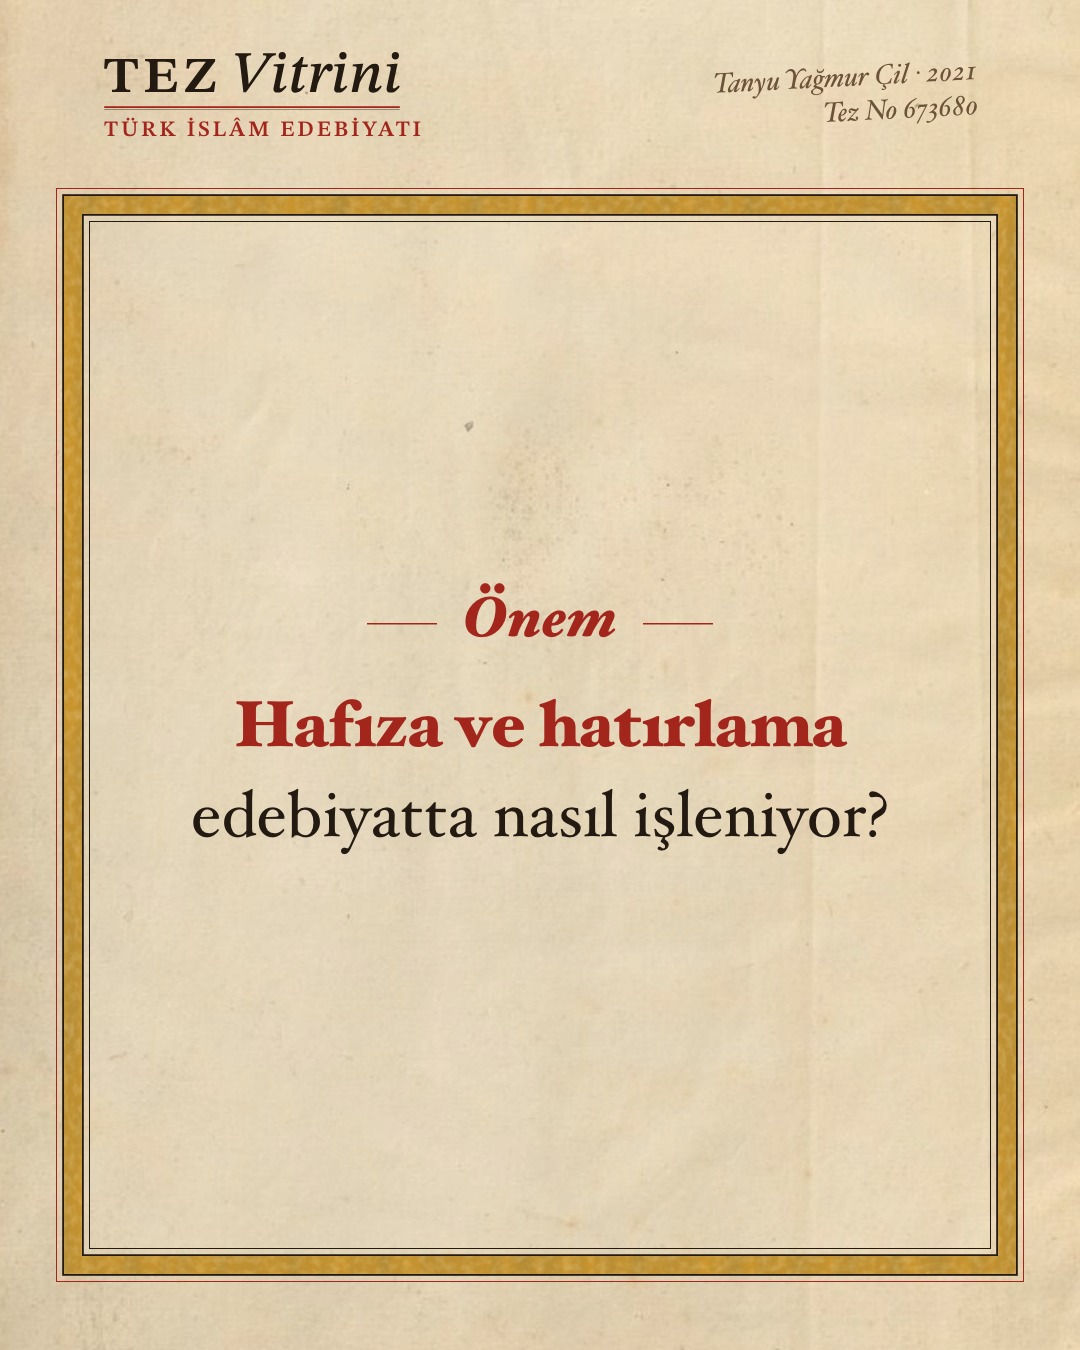 TEZ Vitrini
TÜRK İSLÂM EDEBİYATI
Tanyu Yağmur Çil · 2021
Tez No 673680
Önem
Hafıza ve hatırlama
edebiyatta nasıl işleniyor?